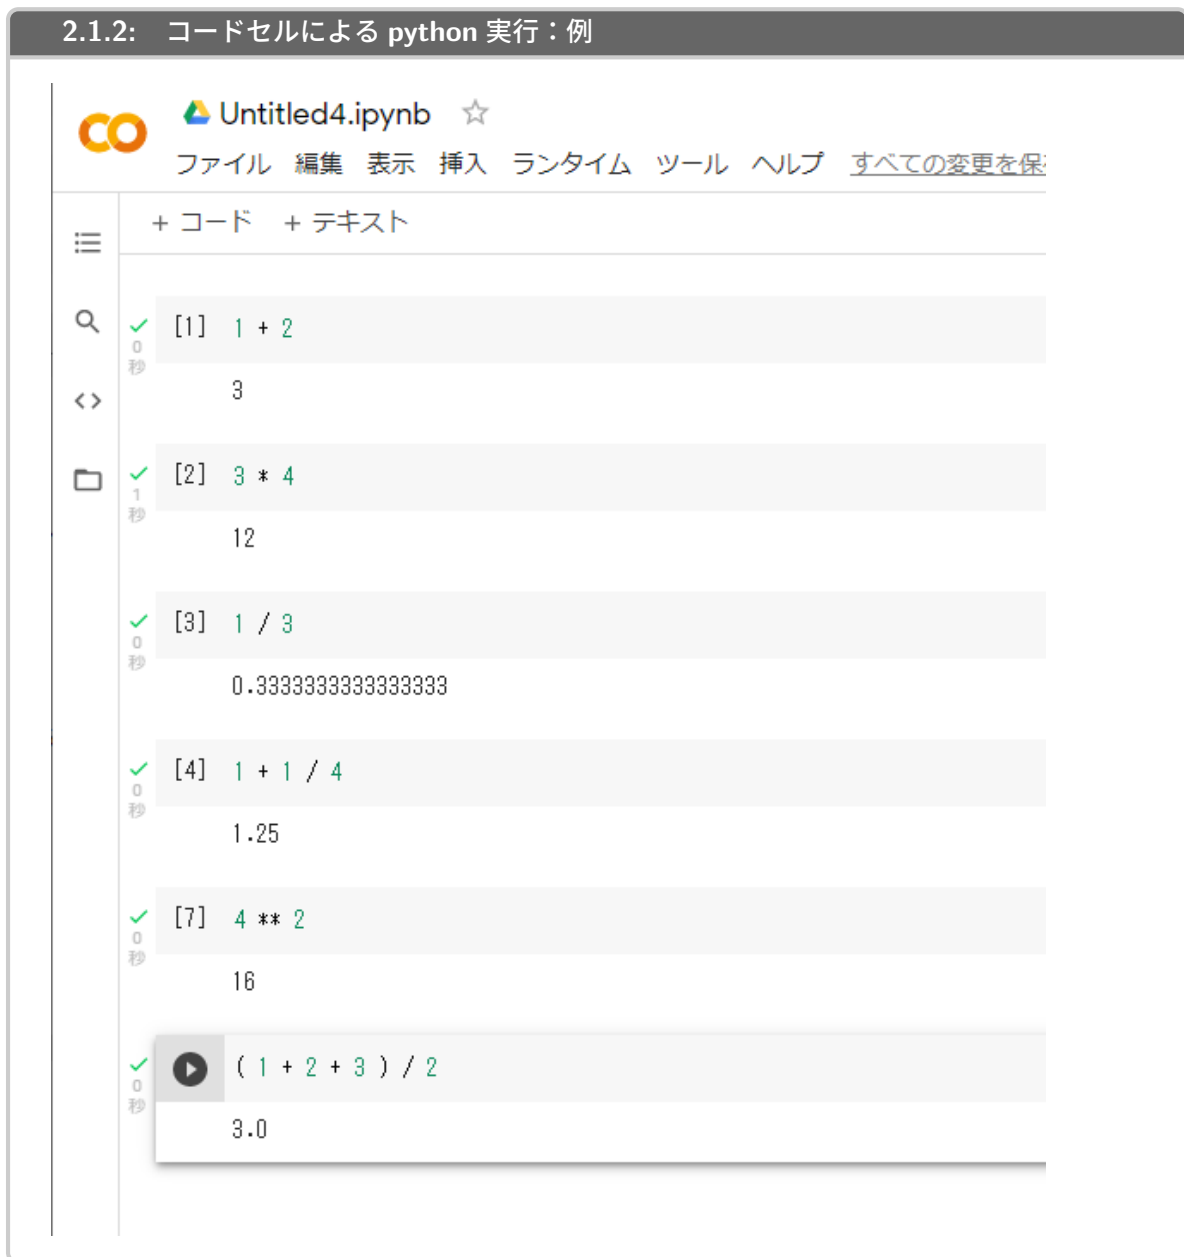 2.1.2: コードセルによる python 実行：例
CO Untitled4.ipynb
ファイル 編集 表示 挿入 ランタイム ツール ヘルプ すべての変更を保
+ コード + テキスト
[1] 1 + 2
0
秒
3
[2] 3 * 4
1
秒
12
[3] 1 / 3
0
秒
0.3333333333333333
[4] 1 + 1 / 4
0
秒
1.25
[7] 4 ** 2
0
秒
16
( 1 + 2 + 3 ) / 2
0
秒
3.0